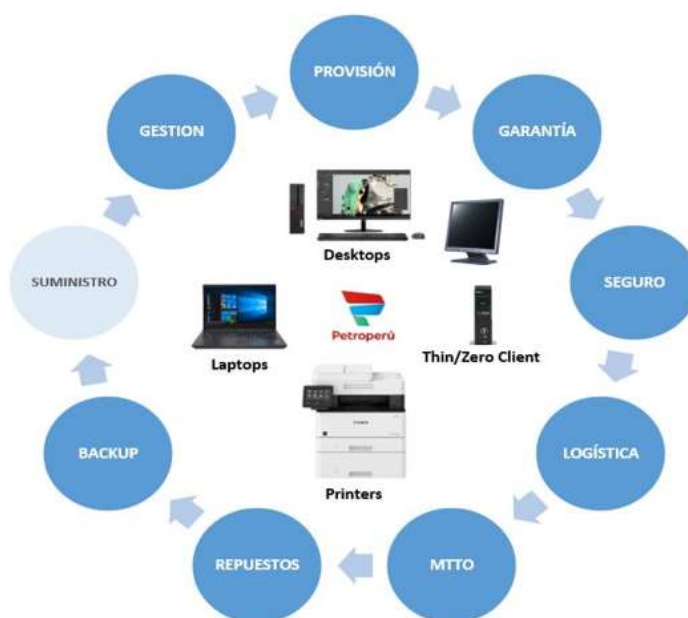 PROVISIÓN
GESTION
GARANTÍA
Desktops
SUMINISTRO
SEGURO
Petroperú
Laptops
Thin/Zero Client
BACKUP
LOGÍSTICA
Printers
REPUESTOS
MTTO